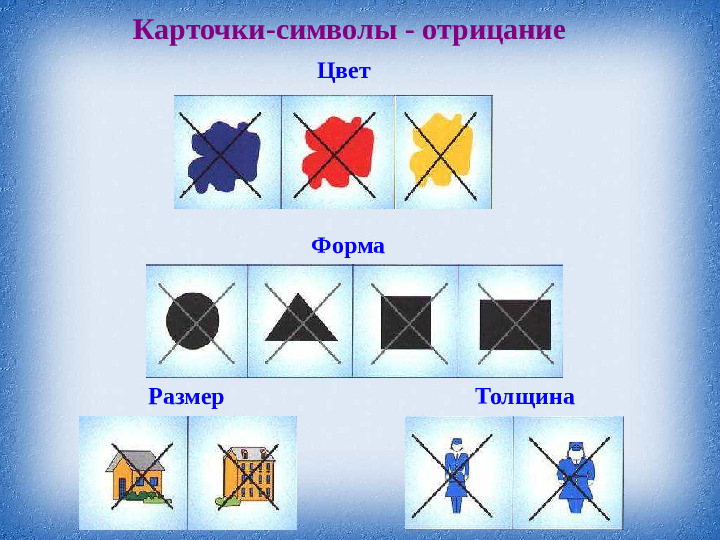 Карточки-символы - отрицание
Цвет
Форма
Размер
Толщина